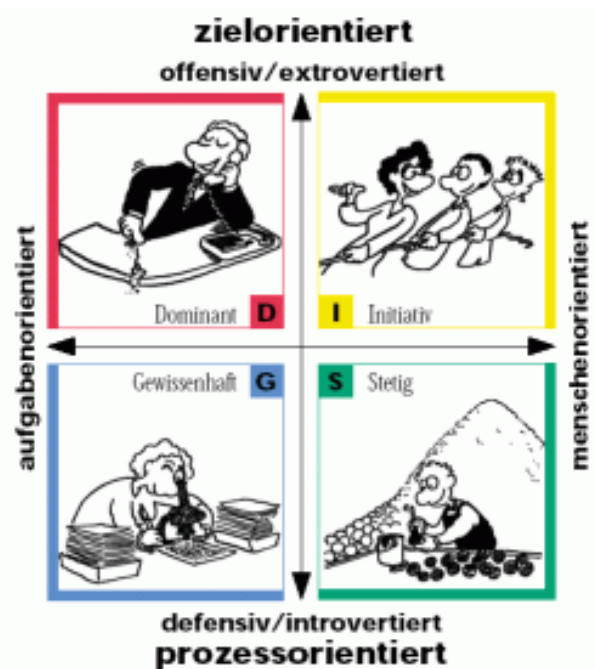 zielorientiert
offensiv/extrovertiert
aufgabenorientiert
menschenorientiert
Dominant D
I Initiativ
Gewissenhaft G
S Stetig
defensiv/introvertiert
prozessorientiert